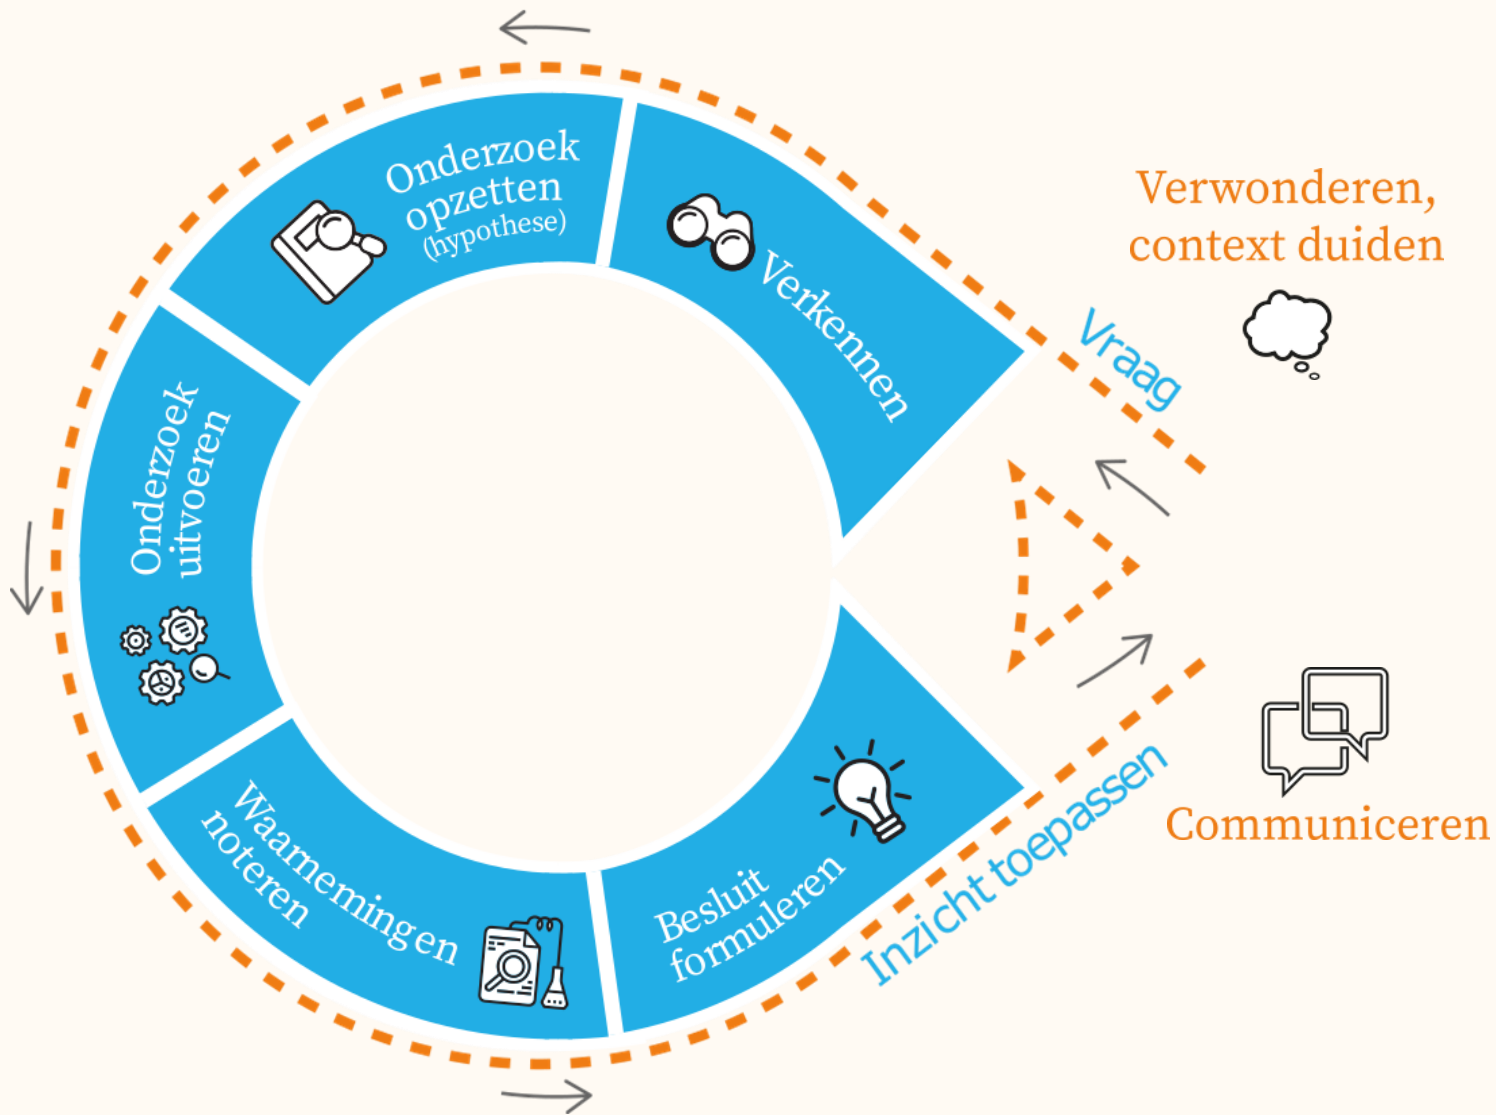 Verwonderen,
context duiden
Vraag
Verkennen
Onderzoek
opzetten
(hypothese)
Onderzoek
uitvoeren
Waarnemingen
noteren
Besluit
formuleren
Inzicht toepassen
Communiceren